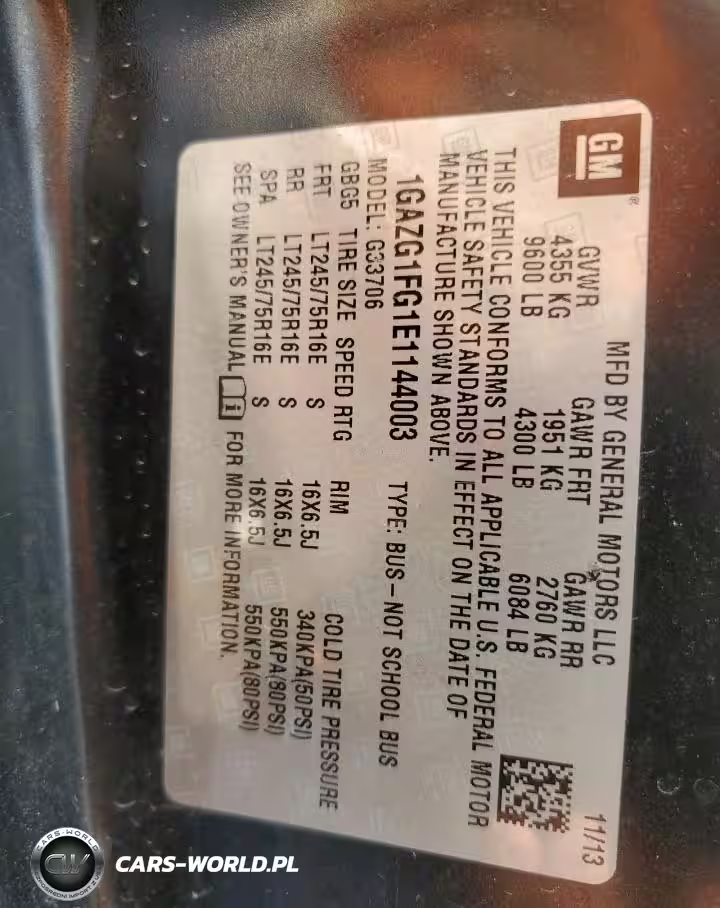 GM®
MFD BY GENERAL MOTORS LLC 11/13
GVWR GAWR FRT GAWR RR
4355 KG 1951 KG 2760 KG
9600 LB 4300 LB 6084 LB
THIS VEHICLE CONFORMS TO ALL APPLICABLE U.S. FEDERAL MOTOR
VEHICLE SAFETY STANDARDS IN EFFECT ON THE DATE OF
MANUFACTURE SHOWN ABOVE.
1GAZG1FG1E1144003 TYPE: BUS–NOT SCHOOL BUS
MODEL: G33706
GBG5 TIRE SIZE SPEED RTG RIM COLD TIRE PRESSURE
FRT LT245/75R16E S 16X6.5J 340KPA(50PSI)
RR LT245/75R16E S 16X6.5J 550KPA(80PSI)
SPA LT245/75R16E S 16X6.5J 550KPA(80PSI)
SEE OWNER'S MANUAL FOR MORE INFORMATION.
CARS-WORLD
CW
CARS-WORLD.PL